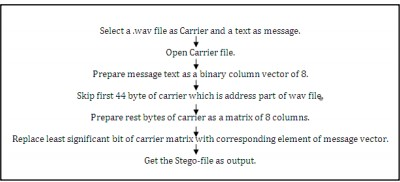 Select a .wav file as Carrier and a text as message.
Open Carrier file.
Prepare message text as a binary column vector of 8.
Skip first 44 byte of carrier which is address part of wav file.
Prepare rest bytes of carrier as a matrix of 8 columns.
Replace least significant bit of carrier matrix with corresponding element of message vector.
Get the Stego-file as output.